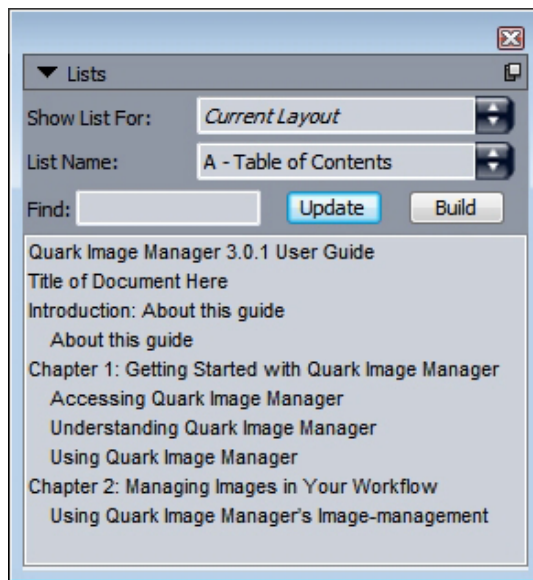 Lists
Show List For: Current Layout
List Name: A - Table of Contents
Find: Update Build
Quark Image Manager 3.0.1 User Guide
Title of Document Here
Introduction: About this guide
About this guide
Chapter 1: Getting Started with Quark Image Manager
Accessing Quark Image Manager
Understanding Quark Image Manager
Using Quark Image Manager
Chapter 2: Managing Images in Your Workflow
Using Quark Image Manager's Image-management